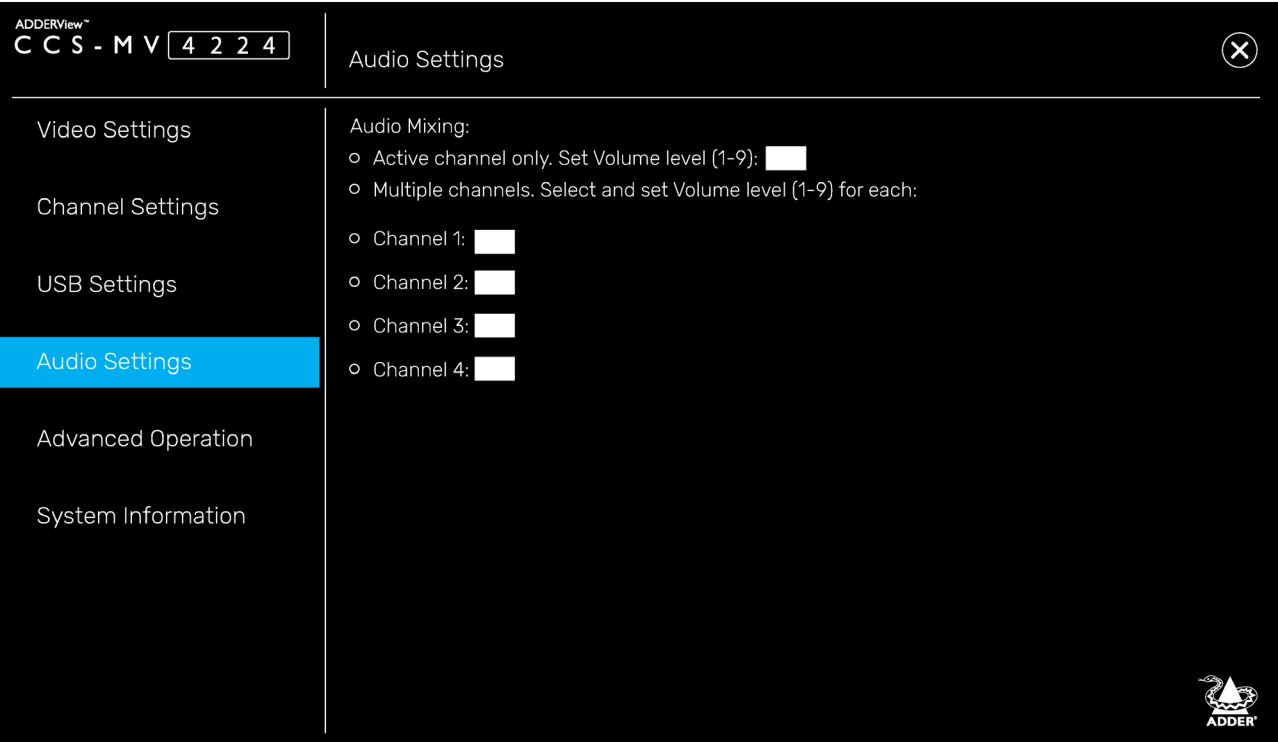 ADDERView™
CCS-MV 4224
Audio Settings
Video Settings
Channel Settings
USB Settings
Audio Settings
Advanced Operation
System Information
Audio Mixing:
Active channel only. Set Volume level (1-9):
Multiple channels. Select and set Volume level (1-9) for each:
Channel 1:
Channel 2:
Channel 3:
Channel 4:
ADDER®